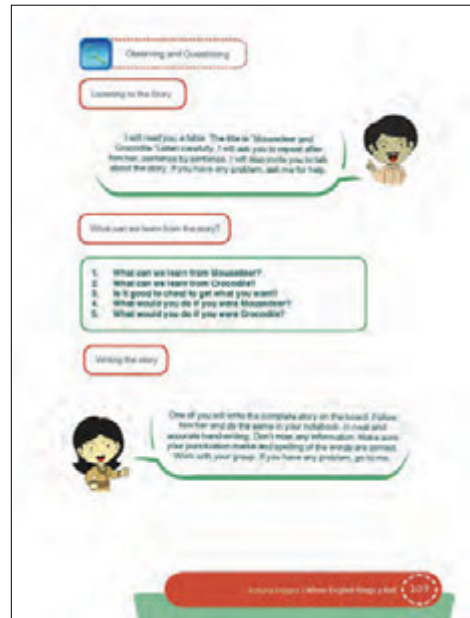 Observing and Questioning
Listening to the Story
I will read you a fable. The title is "Mousedeer and
Crocodile." Listen carefully. I will ask you to repeat after
him/her, sentence by sentence. I will also invite you to talk
about the story. If you have any problem, ask me for help.
What can we learn from the story?
1. What can we learn from Mousedeer?
2. What can we learn from Crocodile?
3. Is it good to cheat to get what you want?
4. What would you do if you were Mousedeer?
5. What would you do if you were Crocodile?
Writing the story
One of you will write the complete story on the board. Follow
him/her and do the same in your notebook, in neat and
accurate handwriting. Don't miss any information. Make sure
your punctuation marks and spelling of the words are correct.
Work with your group. If you have any problem, go to me.
When English Rings a Bell